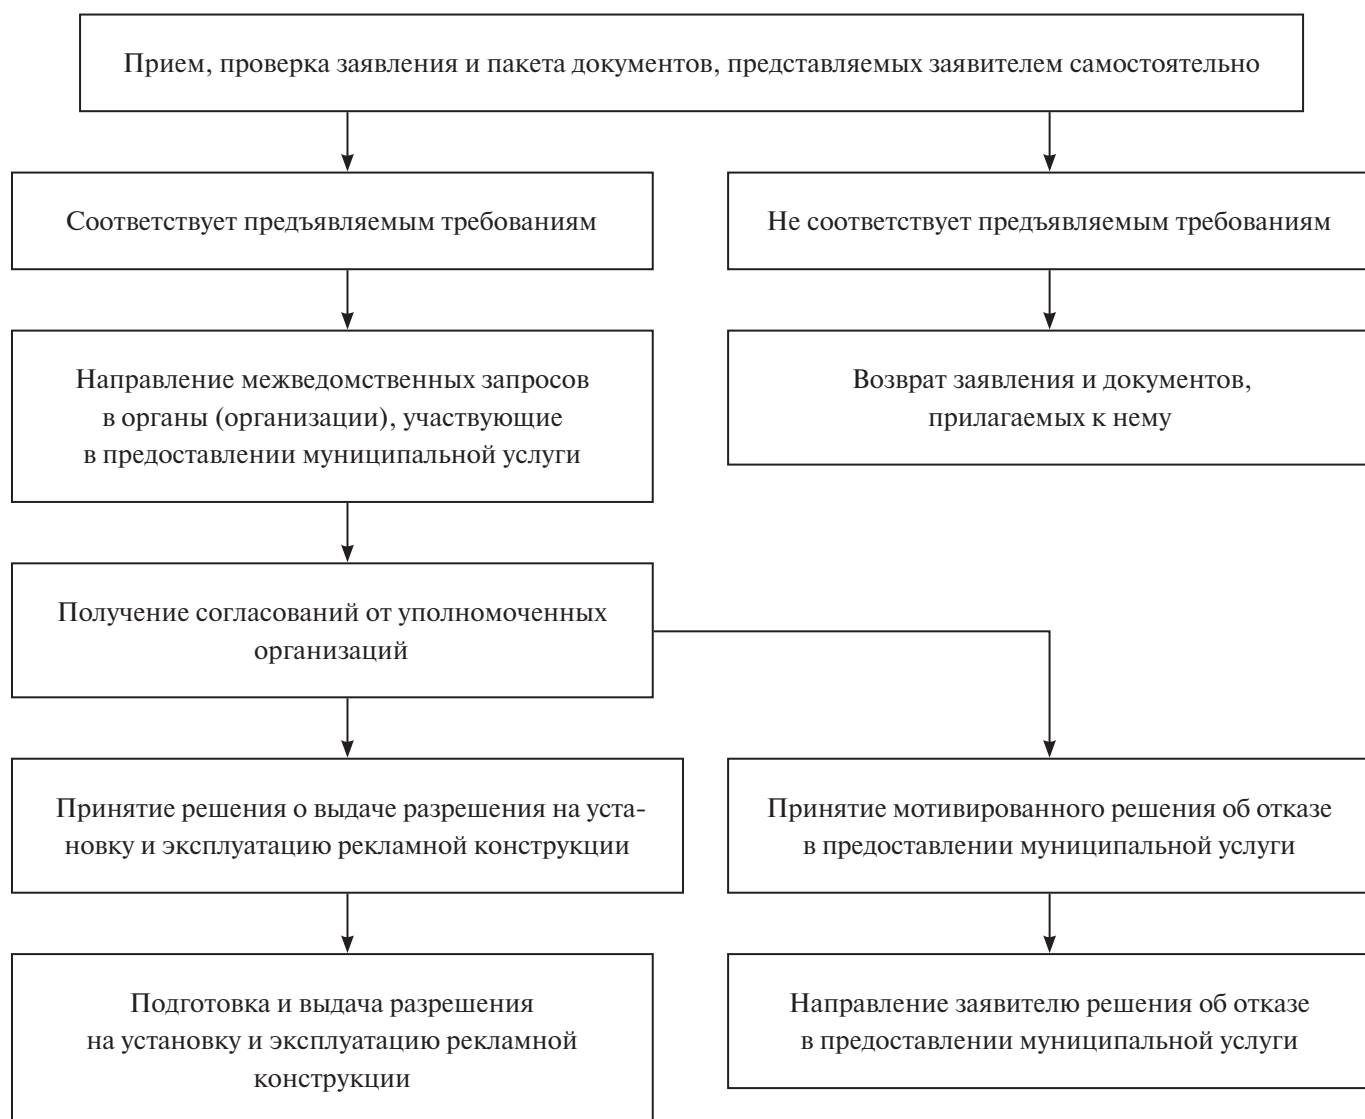 Прием, проверка заявления и пакета документов, представляемых заявителем самостоятельно
Соответствует предъявляемым требованиям
Не соответствует предъявляемым требованиям
Направление межведомственных запросов
в органы (организации), участвующие
в предоставлении муниципальной услуги
Возврат заявления и документов,
прилагаемых к нему
Получение согласований от уполномоченных
организаций
Принятие решения о выдаче разрешения на уста-
новку и эксплуатацию рекламной конструкции
Принятие мотивированного решения об отказе
в предоставлении муниципальной услуги
Подготовка и выдача разрешения
на установку и эксплуатацию рекламной
конструкции
Направление заявителю решения об отказе
в предоставлении муниципальной услуги